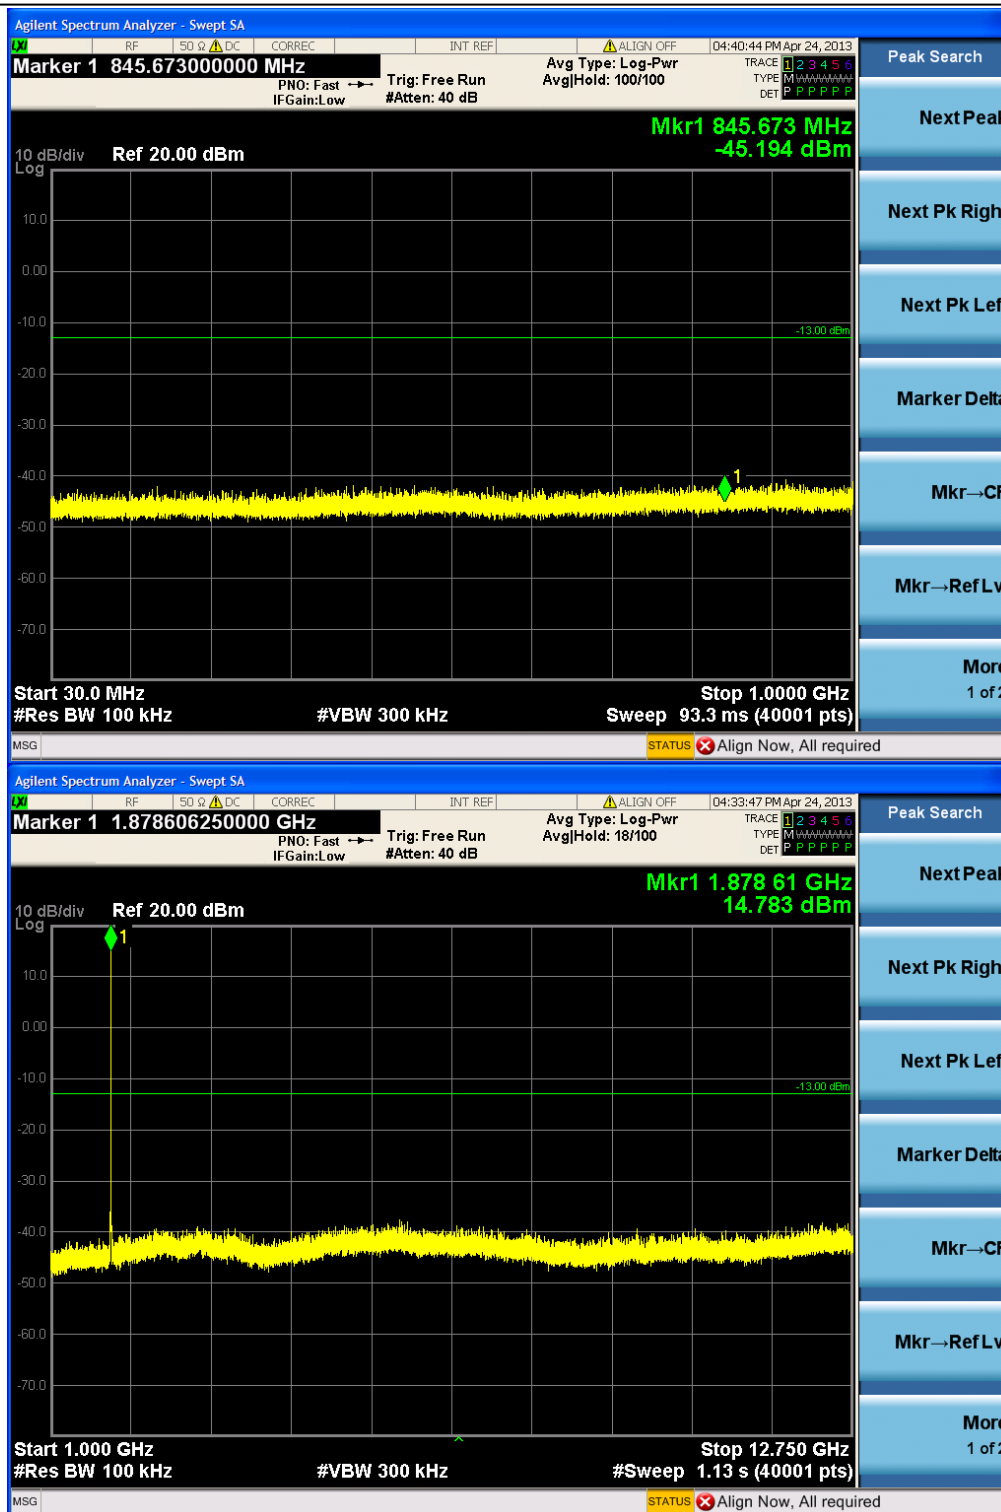 Agilent Spectrum Analyzer - Swept SA
LXI RF 50 Ω DC CORREC INT REF ALIGN OFF 04:40:44 PM Apr 24, 2013
Marker 1 845.673000000 MHz
PNO: Fast
IFGain:Low
Trig: Free Run
#Atten: 40 dB
Avg Type: Log-Pwr
Avg|Hold: 100/100
TRACE 1 2 3 4 5 6
TYPE M
DET P P P P P P
Mkr1 845.673 MHz
-45.194 dBm
10 dB/div Ref 20.00 dBm
Log
10.0
0.00
-10.0
-13.00 dBm
-20.0
-30.0
-40.0
1
-50.0
-60.0
-70.0
Start 30.0 MHz Stop 1.0000 GHz
#Res BW 100 kHz #VBW 300 kHz Sweep 93.3 ms (40001 pts)
MSG STATUS Align Now, All required
Peak Search
Next Peak
Next Pk Righ
Next Pk Lef
Marker Delta
Mkr→CF
Mkr→Ref Lv
More
1 of 2
Agilent Spectrum Analyzer - Swept SA
LXI RF 50 Ω DC CORREC INT REF ALIGN OFF 04:33:47 PM Apr 24, 2013
Marker 1 1.878606250000 GHz
PNO: Fast
IFGain:Low
Trig: Free Run
#Atten: 40 dB
Avg Type: Log-Pwr
Avg|Hold: 18/100
TRACE 1 2 3 4 5 6
TYPE M
DET P P P P P P
Mkr1 1.878 61 GHz
14.783 dBm
10 dB/div Ref 20.00 dBm
Log
1
10.0
0.00
-10.0
-13.00 dBm
-20.0
-30.0
-40.0
-50.0
-60.0
-70.0
Start 1.000 GHz Stop 12.750 GHz
#Res BW 100 kHz #VBW 300 kHz #Sweep 1.13 s (40001 pts)
MSG STATUS Align Now, All required
Peak Search
Next Peak
Next Pk Righ
Next Pk Lef
Marker Delta
Mkr→CF
Mkr→Ref Lv
More
1 of 2